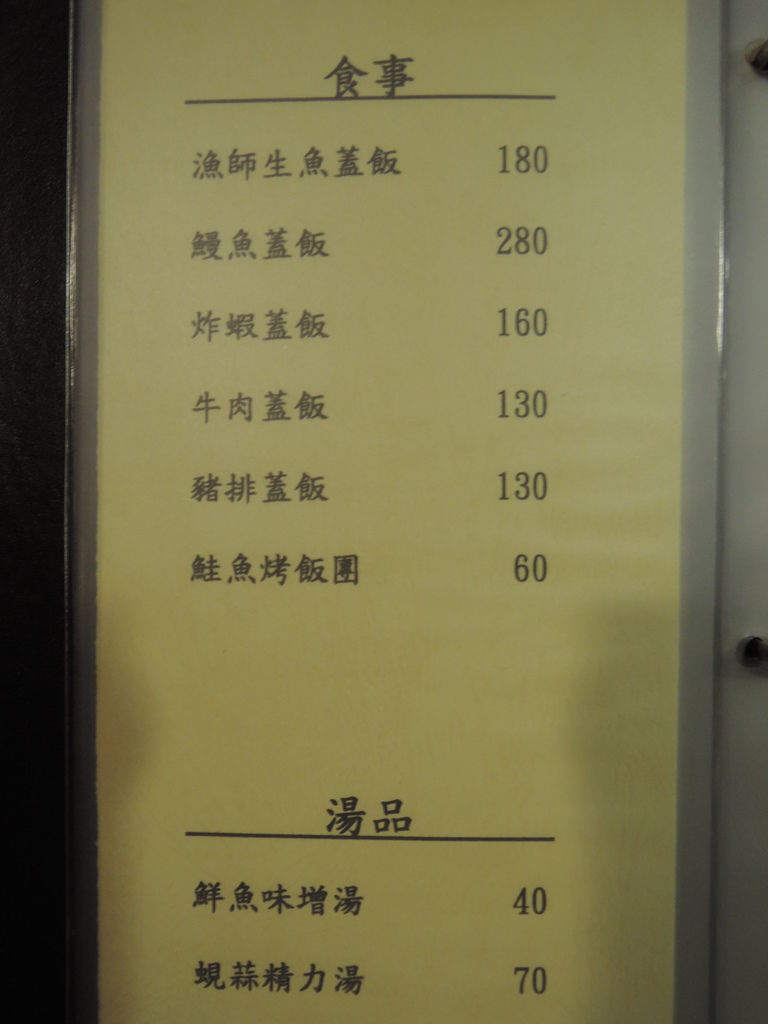 食事
漁師生魚蓋飯 180
鰻魚蓋飯 280
炸蝦蓋飯 160
牛肉蓋飯 130
豬排蓋飯 130
鮭魚烤飯團 60
湯品
鮮魚味增湯 40
蜆蒜精力湯 70